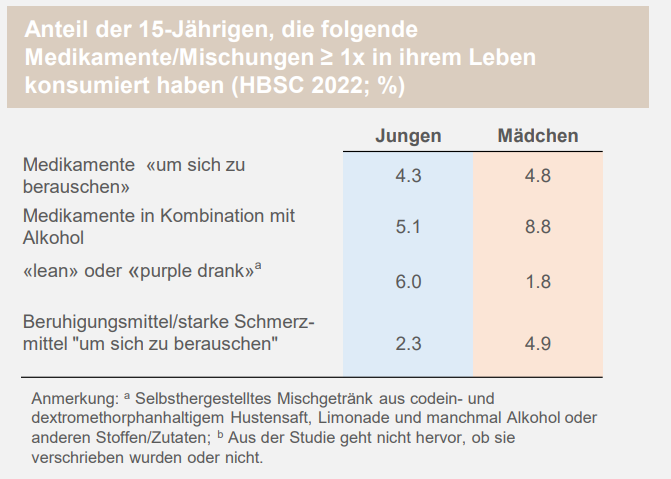 Anteil der 15-Jährigen, die folgende
Medikamente/Mischungen ≥ 1x in ihrem Leben
konsumiert haben (HBSC 2022; %)
Jungen Mädchen
Medikamente «um sich zu
berauschen» 4.3 4.8
Medikamente in Kombination mit
Alkohol 5.1 8.8
«lean» oder «purple drank»ᵃ 6.0 1.8
Beruhigungsmittel/starke Schmerz-
mittel "um sich zu berauschen" 2.3 4.9
Anmerkung: ᵃ Selbsthergestelltes Mischgetränk aus codein- und
dextromethorphanhaltigem Hustensaft, Limonade und manchmal Alkohol oder
anderen Stoffen/Zutaten; ᵇ Aus der Studie geht nicht hervor, ob sie
verschrieben wurden oder nicht.